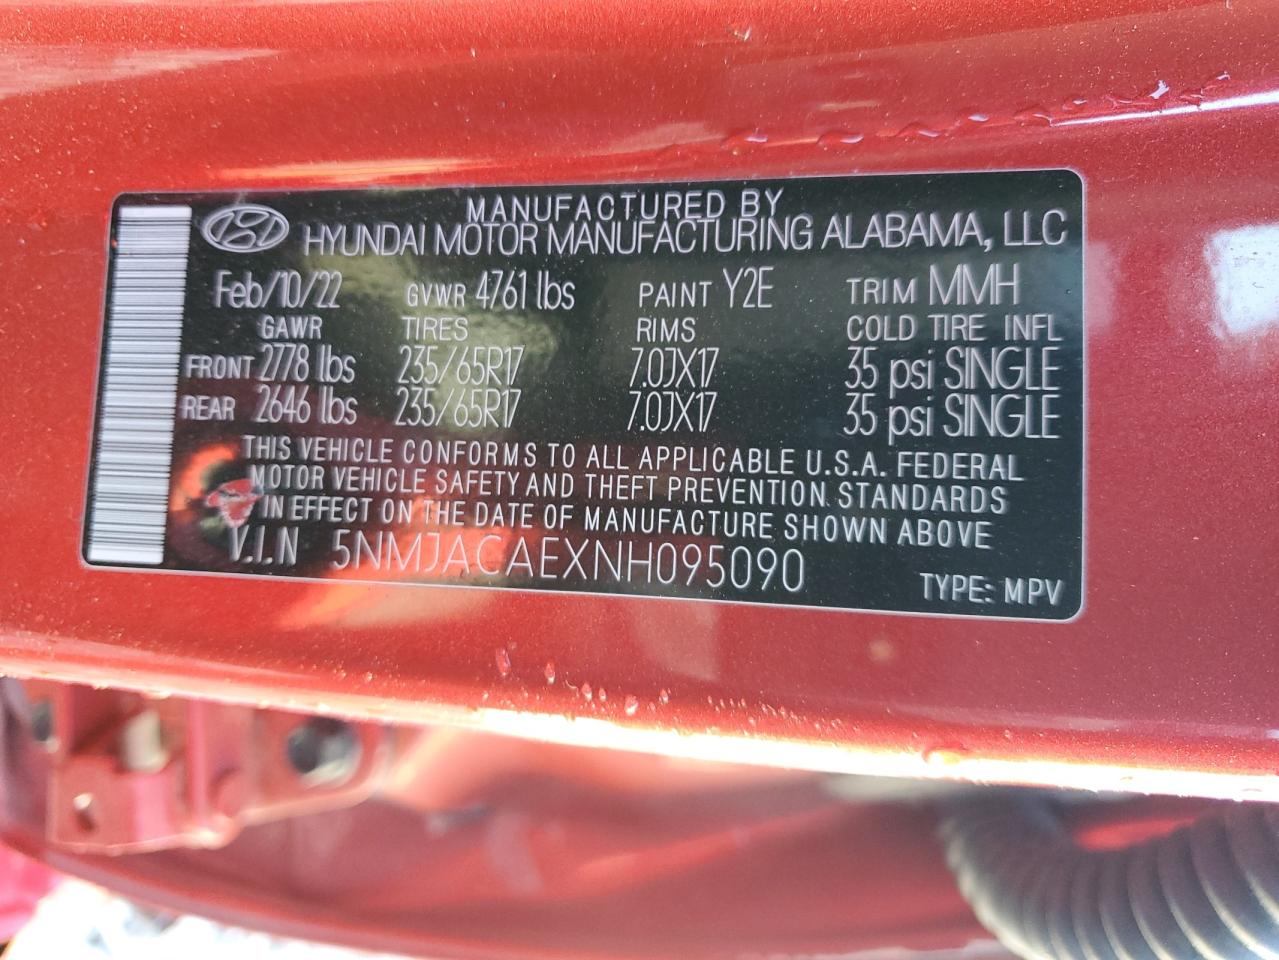 MANUFACTURED BY
HYUNDAI MOTOR MANUFACTURING ALABAMA, LLC
Feb/10/22 GVWR 4761 lbs PAINT Y2E TRIM MMH
GAWR TIRES RIMS COLD TIRE INFL
FRONT 2778 lbs 235/65R17 7.0JX17 35 psi SINGLE
REAR 2646 lbs 235/65R17 7.0JX17 35 psi SINGLE
THIS VEHICLE CONFORMS TO ALL APPLICABLE U.S.A. FEDERAL
MOTOR VEHICLE SAFETY AND THEFT PREVENTION STANDARDS
IN EFFECT ON THE DATE OF MANUFACTURE SHOWN ABOVE
V.I.N 5NMJACAEXNH095090
TYPE: MPV